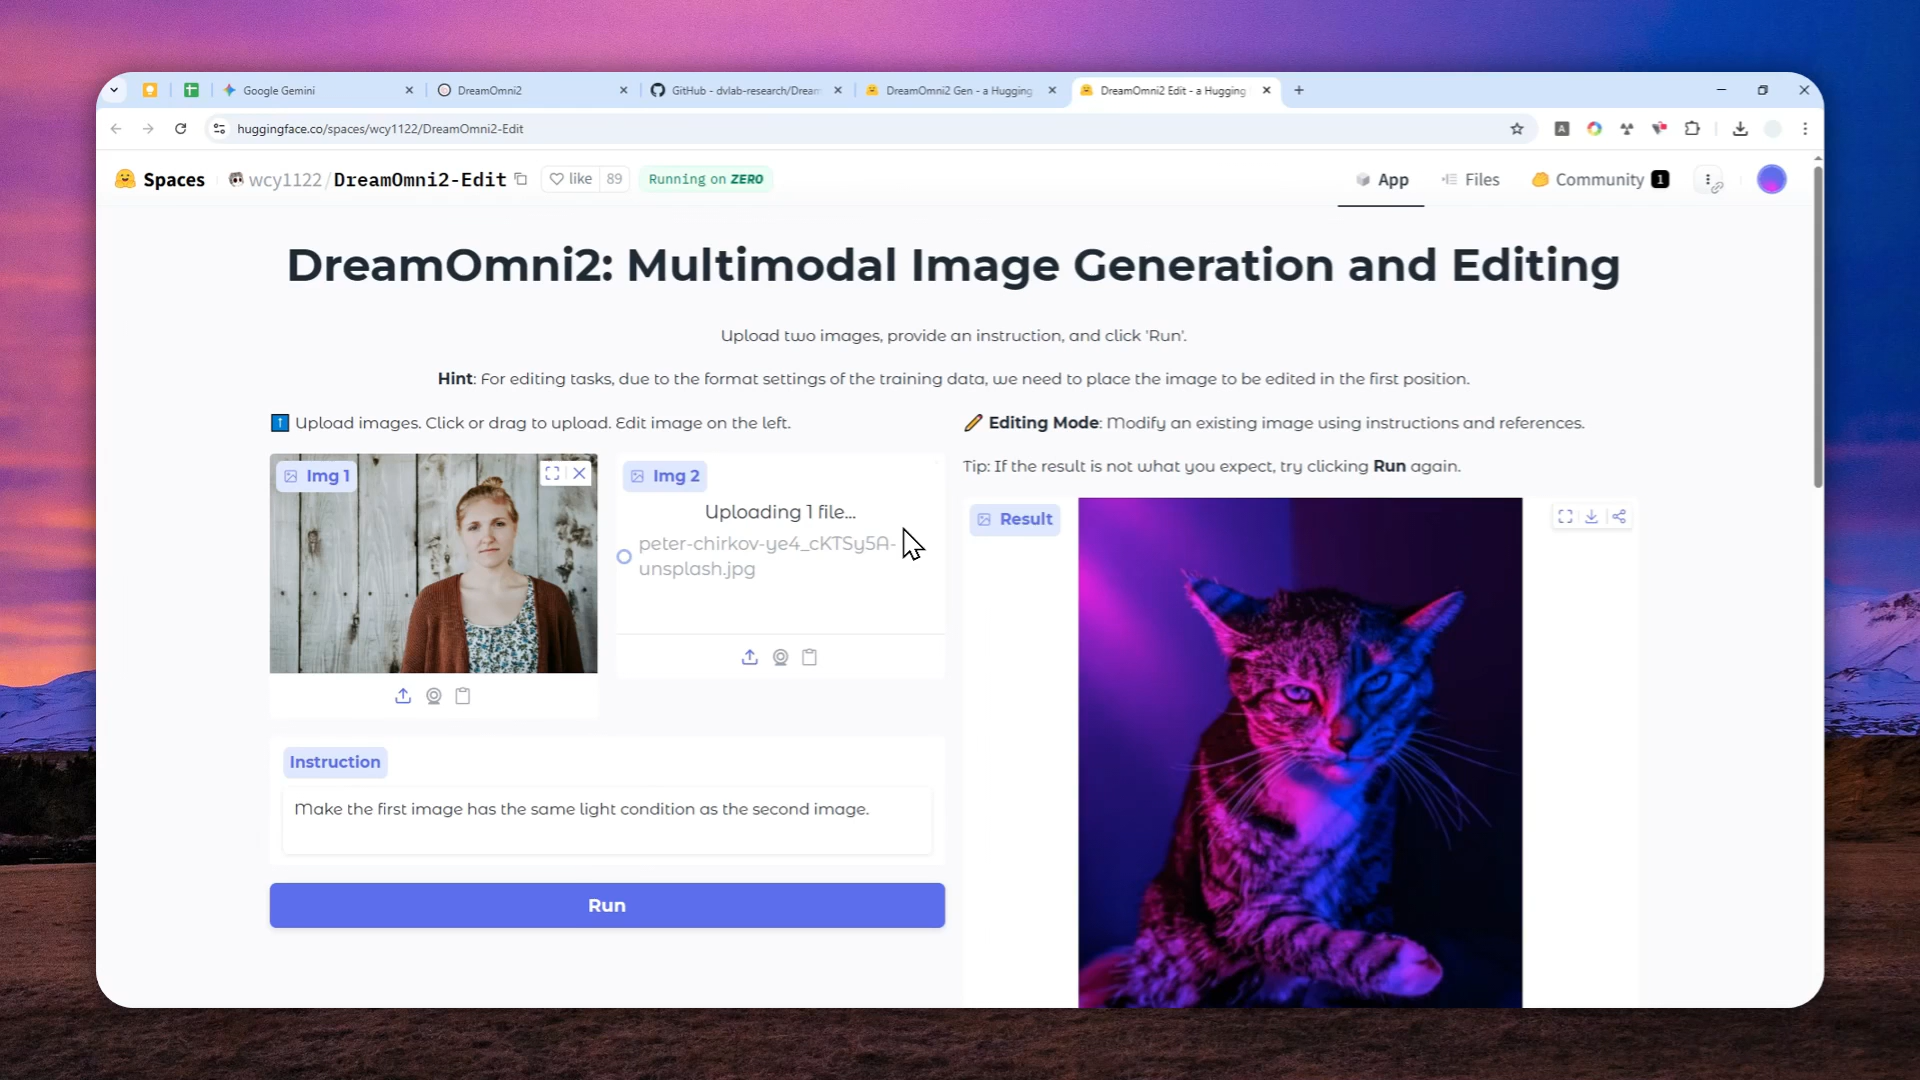 Google Gemini
DreamOmni2
GitHub - dvlab-research/Dream
DreamOmni2 Gen - a Hugging
DreamOmni2 Edit - a Hugging
huggingface.co/spaces/wcy1122/DreamOmni2-Edit
A
Spaces
wcy1122/DreamOmni2-Edit
like 89
Running on ZERO
App
Files
Community 1
DreamOmni2: Multimodal Image Generation and Editing
Upload two images, provide an instruction, and click 'Run'.
Hint: For editing tasks, due to the format settings of the training data, we need to place the image to be edited in the first position.
Upload images. Click or drag to upload. Edit image on the left.
Editing Mode: Modify an existing image using instructions and references.
Tip: If the result is not what you expect, try clicking Run again.
Img 1
Img 2
Uploading 1 file...
peter-chirkov-ye4_cKTSy5A-
unsplash.jpg
Result
Instruction
Make the first image has the same light condition as the second image.
Run